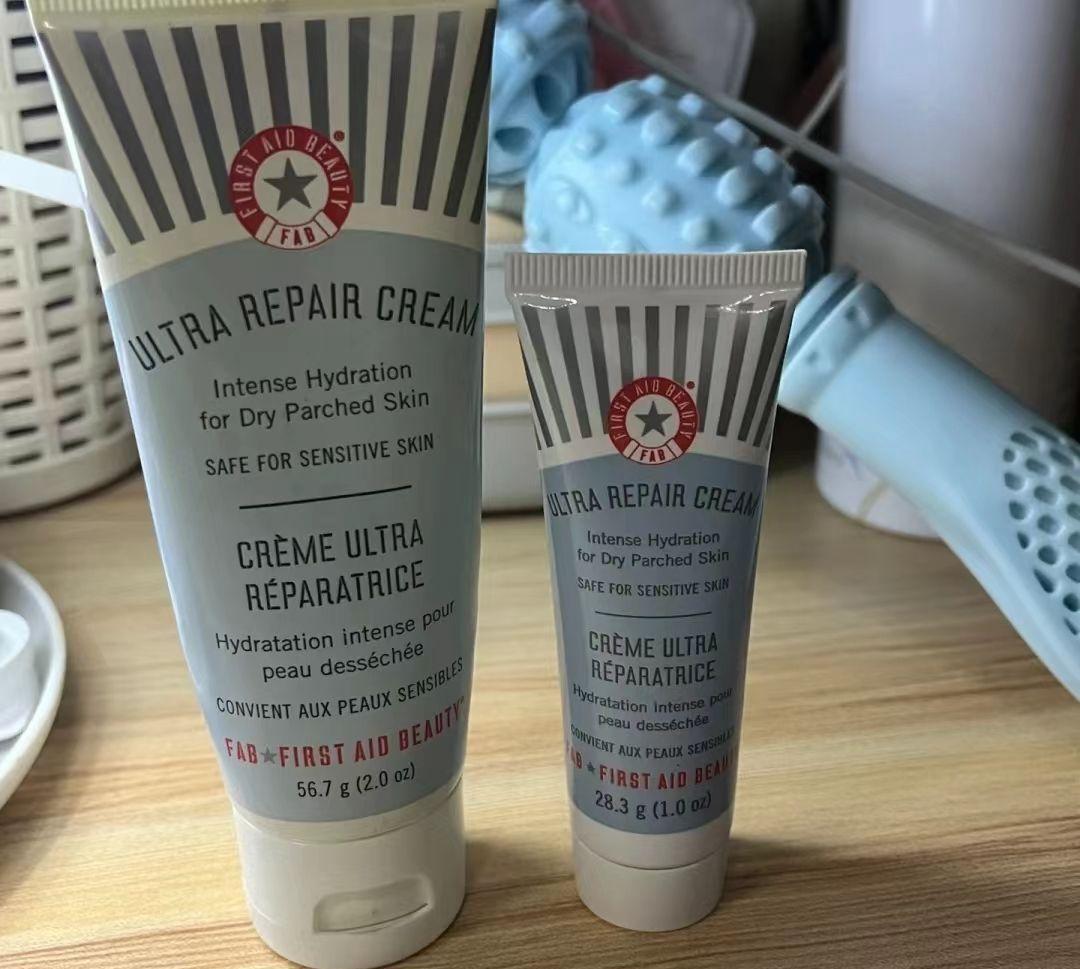 FIRST AID BEAUTY®
FAB
ULTRA REPAIR CREAM
Intense Hydration
for Dry Parched Skin
SAFE FOR SENSITIVE SKIN
CRÈME ULTRA
RÉPARATRICE
Hydratation intense pour
peau desséchée
CONVIENT AUX PEAUX SENSIBLES
FAB★FIRST AID BEAUTY
56.7 g (2.0 oz)
FIRST AID BEAUTY®
FAB
ULTRA REPAIR CREAM
Intense Hydration
for Dry Parched Skin
SAFE FOR SENSITIVE SKIN
CRÈME ULTRA
RÉPARATRICE
Hydratation intense pour
peau desséchée
CONVIENT AUX PEAUX SENSIBLES
FAB★FIRST AID BEAU
28.3 g (1.0 oz)